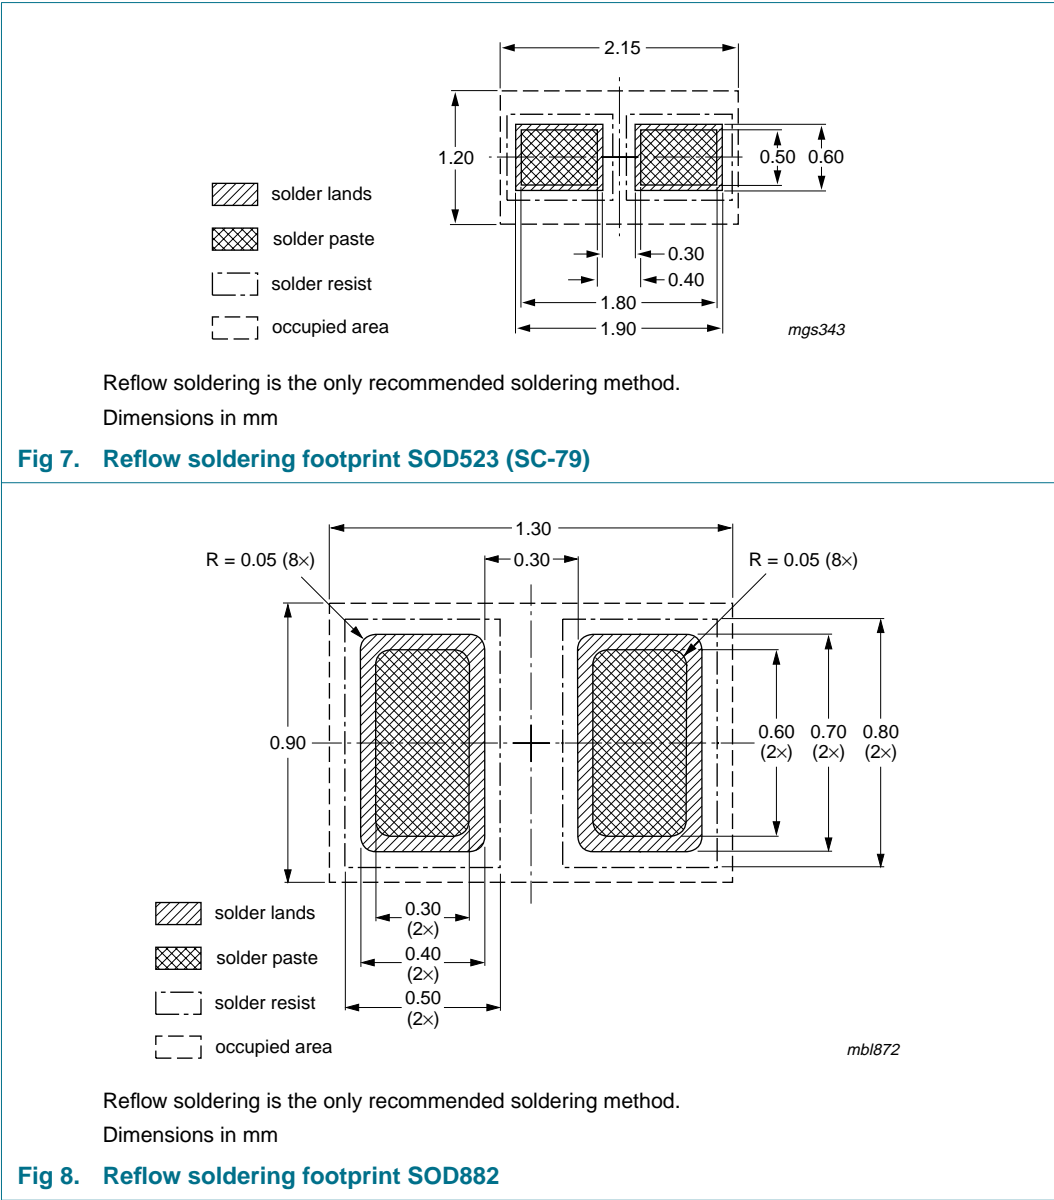 2.15
1.20
0.50 0.60
solder lands
solder paste
solder resist
occupied area
0.30
0.40
1.80
1.90
mgs343
Reflow soldering is the only recommended soldering method.
Dimensions in mm
Fig 7. Reflow soldering footprint SOD523 (SC-79)
1.30
R = 0.05 (8×)
0.30
R = 0.05 (8×)
0.90
0.60 (2×)
0.70 (2×)
0.80 (2×)
solder lands
solder paste
solder resist
occupied area
0.30
(2×)
0.40
(2×)
0.50
(2×)
mbl872
Reflow soldering is the only recommended soldering method.
Dimensions in mm
Fig 8. Reflow soldering footprint SOD882